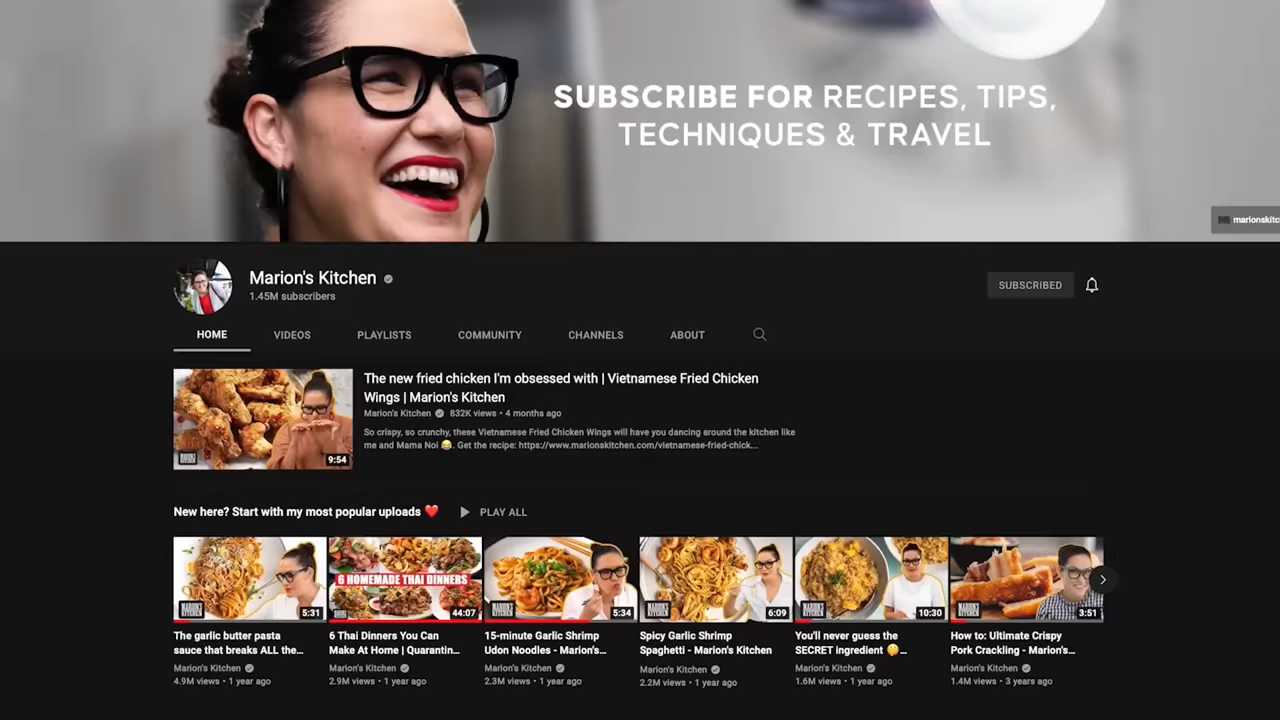 SUBSCRIBE FOR RECIPES, TIPS,
TECHNIQUES & TRAVEL
marionskitc
Marion's Kitchen
1.45M subscribers
SUBSCRIBED
HOME VIDEOS PLAYLISTS COMMUNITY CHANNELS ABOUT
The new fried chicken I'm obsessed with | Vietnamese Fried Chicken
Wings | Marion's Kitchen
Marion's Kitchen 832K views • 4 months ago
So crispy, so crunchy, these Vietnamese Fried Chicken Wings will have you dancing around the kitchen like
me and Mama Noi 😂. Get the recipe: https://www.marionskitchen.com/vietnamese-fried-chick...
MARION'S KITCHEN
9:54
New here? Start with my most popular uploads ❤️ PLAY ALL
6 HOMEMADE THAI DINNERS
5:31 44:07 5:34 6:09 10:30 3:51
The garlic butter pasta
sauce that breaks ALL the...
Marion's Kitchen
4.9M views • 1 year ago
6 Thai Dinners You Can
Make At Home | Quarantin...
Marion's Kitchen
2.9M views • 1 year ago
15-minute Garlic Shrimp
Udon Noodles - Marion's...
Marion's Kitchen
2.3M views • 1 year ago
Spicy Garlic Shrimp
Spaghetti - Marion's Kitchen
Marion's Kitchen
2.2M views • 1 year ago
You'll never guess the
SECRET ingredient 🤫...
Marion's Kitchen
1.6M views • 1 year ago
How to: Ultimate Crispy
Pork Crackling - Marion's...
Marion's Kitchen
1.4M views • 3 years ago